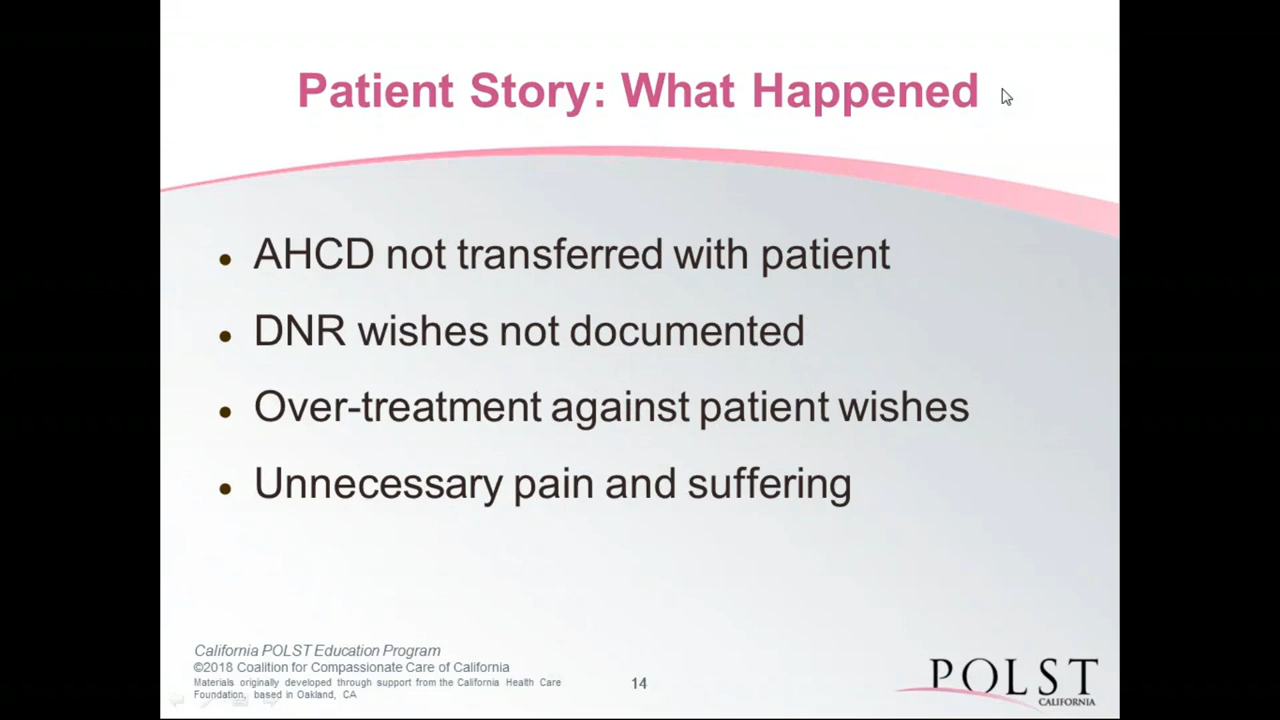 Patient Story: What Happened
• AHCD not transferred with patient
• DNR wishes not documented
• Over-treatment against patient wishes
• Unnecessary pain and suffering
California POLST Education Program
©2018 Coalition for Compassionate Care of California
Materials originally developed through support from the California Health Care
Foundation, based in Oakland, CA
14
POLST
CALIFORNIA